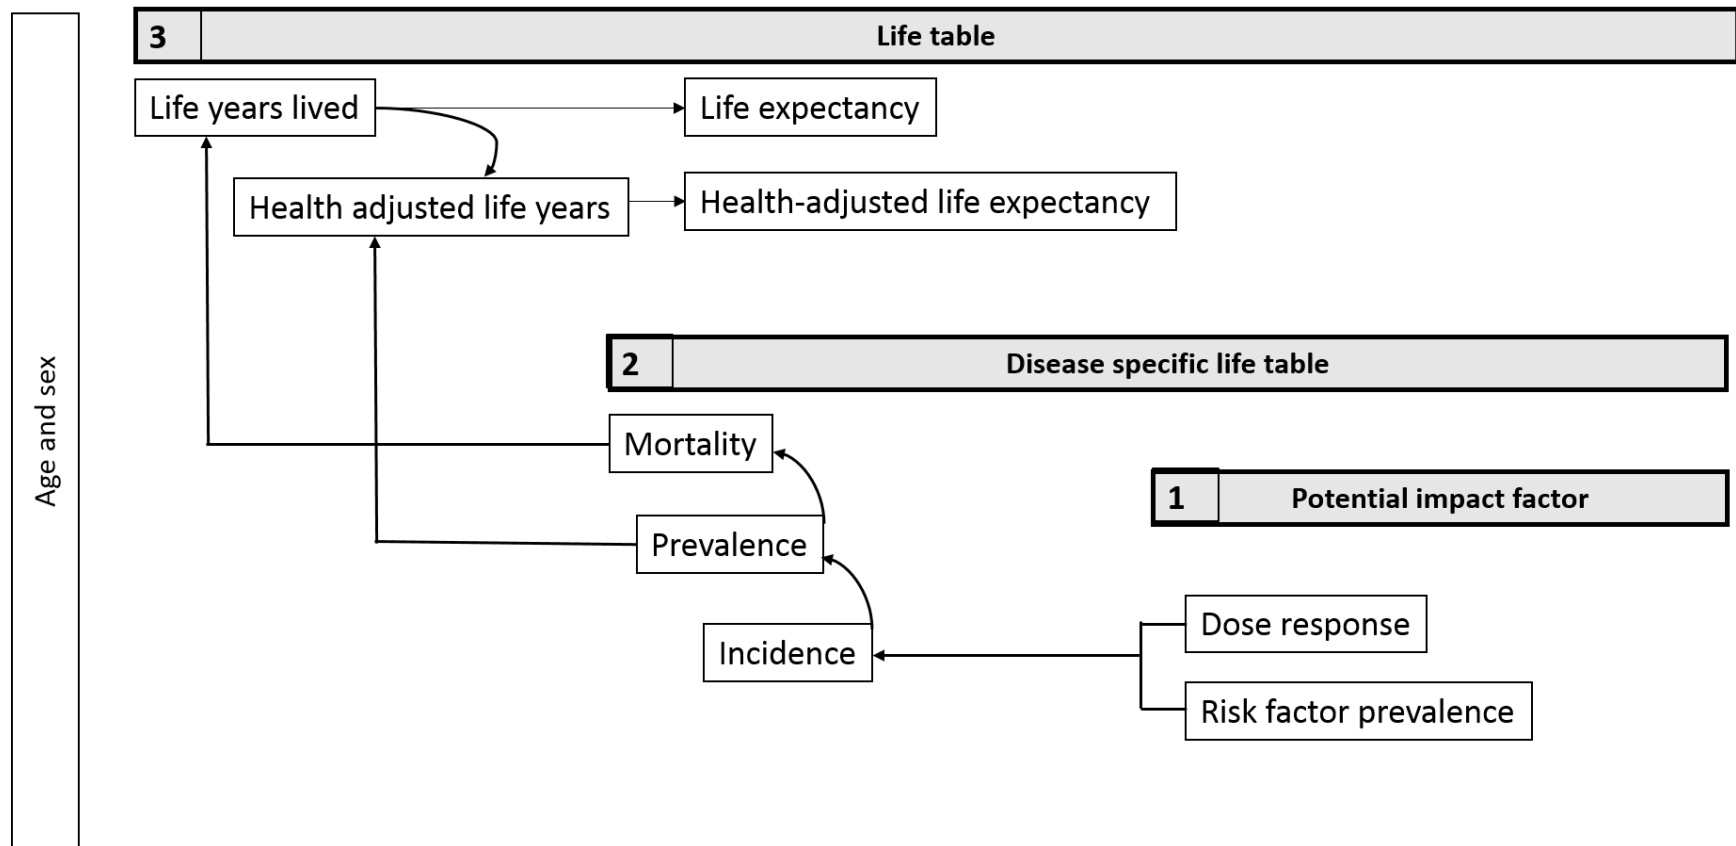 3
Life table
Life years lived
Life expectancy
Health adjusted life years
Health-adjusted life expectancy
Age and sex
2
Disease specific life table
Mortality
1
Potential impact factor
Prevalence
Dose response
Incidence
Risk factor prevalence